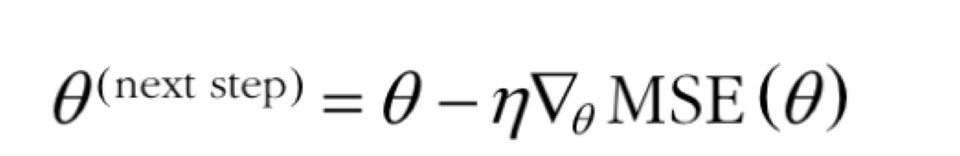 θ⁽ⁿᵉˣᵗ ˢᵗᵉᵖ⁾ = θ − η∇_θ MSE(θ)